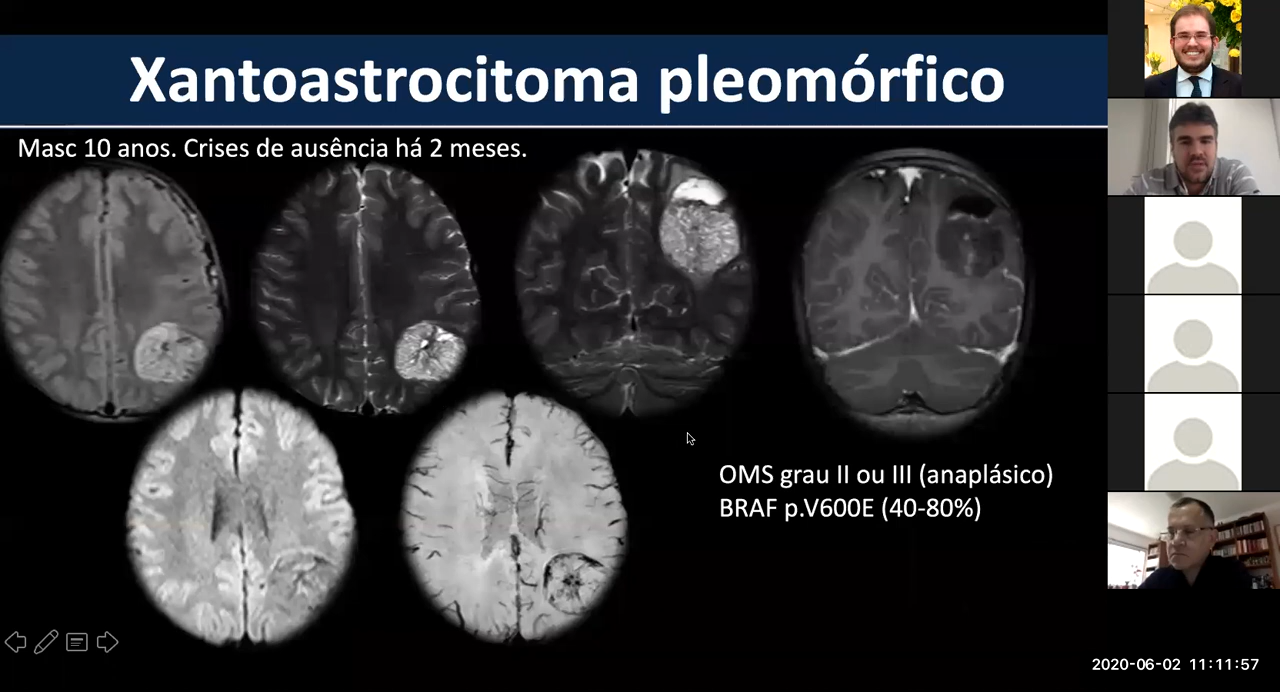 Xantoastrocitoma pleomórfico
Masc 10 anos. Crises de ausência há 2 meses.
OMS grau II ou III (anaplásico)
BRAF p.V600E (40-80%)
2020-06-02 11:11:57